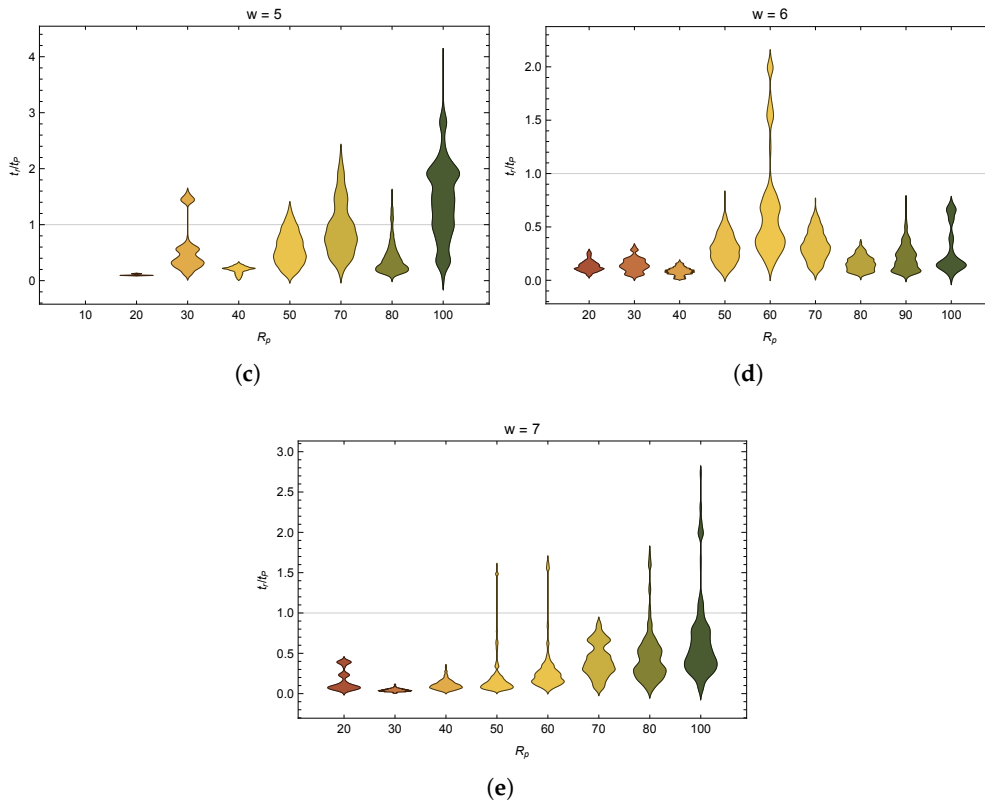 w = 5
4
3
2
1
0
t_r/t_P
10 20 30 40 50 70 80 100
R_p
(c)
w = 6
2.0
1.5
1.0
0.5
0.0
t_r/t_P
20 30 40 50 60 70 80 90 100
R_p
(d)
w = 7
3.0
2.5
2.0
1.5
1.0
0.5
0.0
t_r/t_P
20 30 40 50 60 70 80 100
R_p
(e)